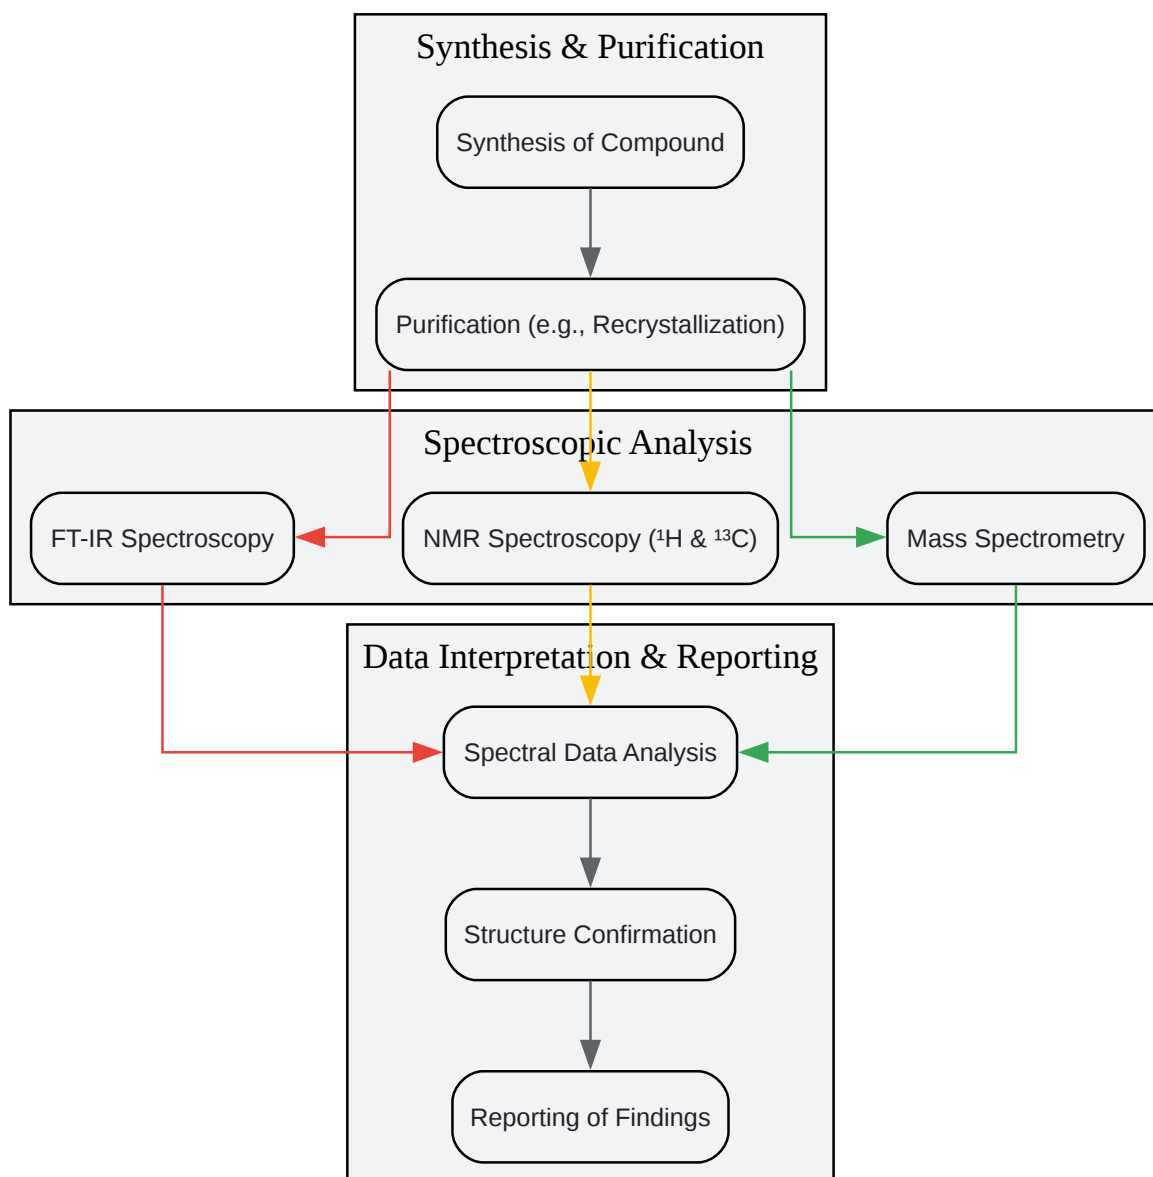 Synthesis & Purification
Synthesis of Compound
Purification (e.g., Recrystallization)
Spectroscopic Analysis
FT-IR Spectroscopy
NMR Spectroscopy (¹H & ¹³C)
Mass Spectrometry
Data Interpretation & Reporting
Spectral Data Analysis
Structure Confirmation
Reporting of Findings